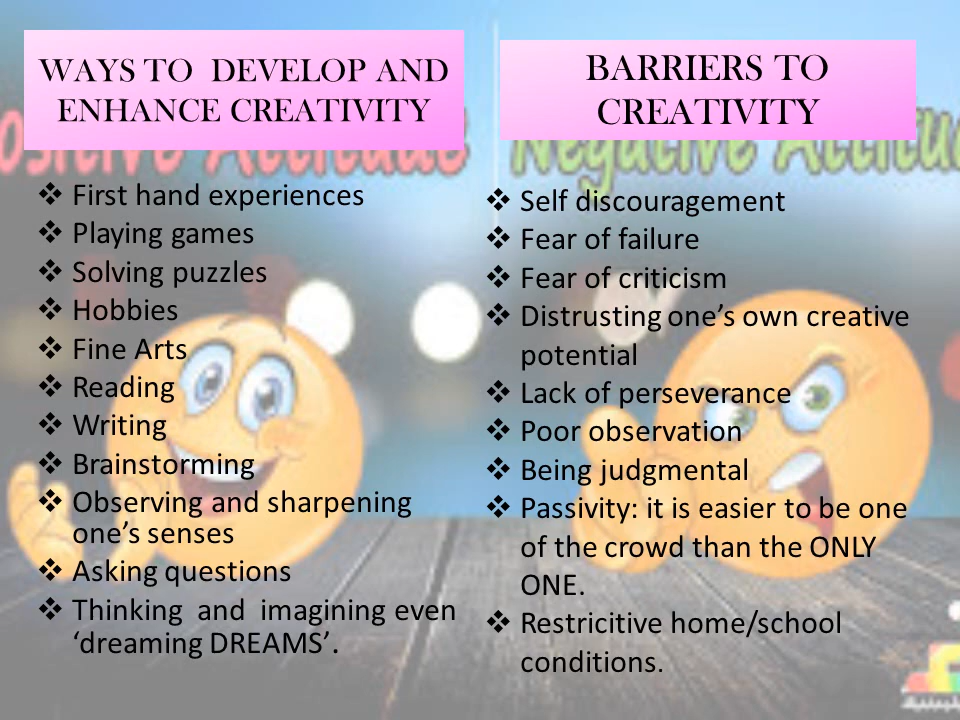 WAYS TO DEVELOP AND
ENHANCE CREATIVITY
❖ First hand experiences
❖ Playing games
❖ Solving puzzles
❖ Hobbies
❖ Fine Arts
❖ Reading
❖ Writing
❖ Brainstorming
❖ Observing and sharpening
one’s senses
❖ Asking questions
❖ Thinking and imagining even
‘dreaming DREAMS’.
BARRIERS TO
CREATIVITY
❖ Self discouragement
❖ Fear of failure
❖ Fear of criticism
❖ Distrusting one’s own creative
potential
❖ Lack of perseverance
❖ Poor observation
❖ Being judgmental
❖ Passivity: it is easier to be one
of the crowd than the ONLY
ONE.
❖ Restricitive home/school
conditions.
Negative